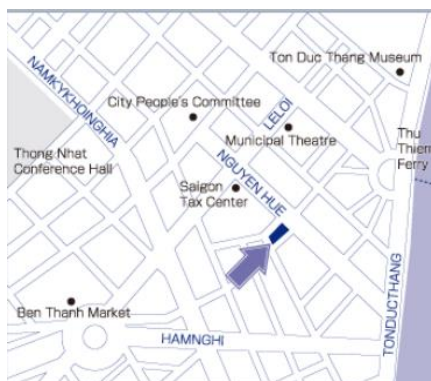 Ton Duc Thang Museum
NAMKYKHOINGHIA
City People's Committee
LELOI
Municipal Theatre
Thu
Thiem
Ferry
Thong Nhat
Conference Hall
NGUYEN HUE
Saigon
Tax Center
TONDUCTHANG
Ben Thanh Market
HAMNGHI